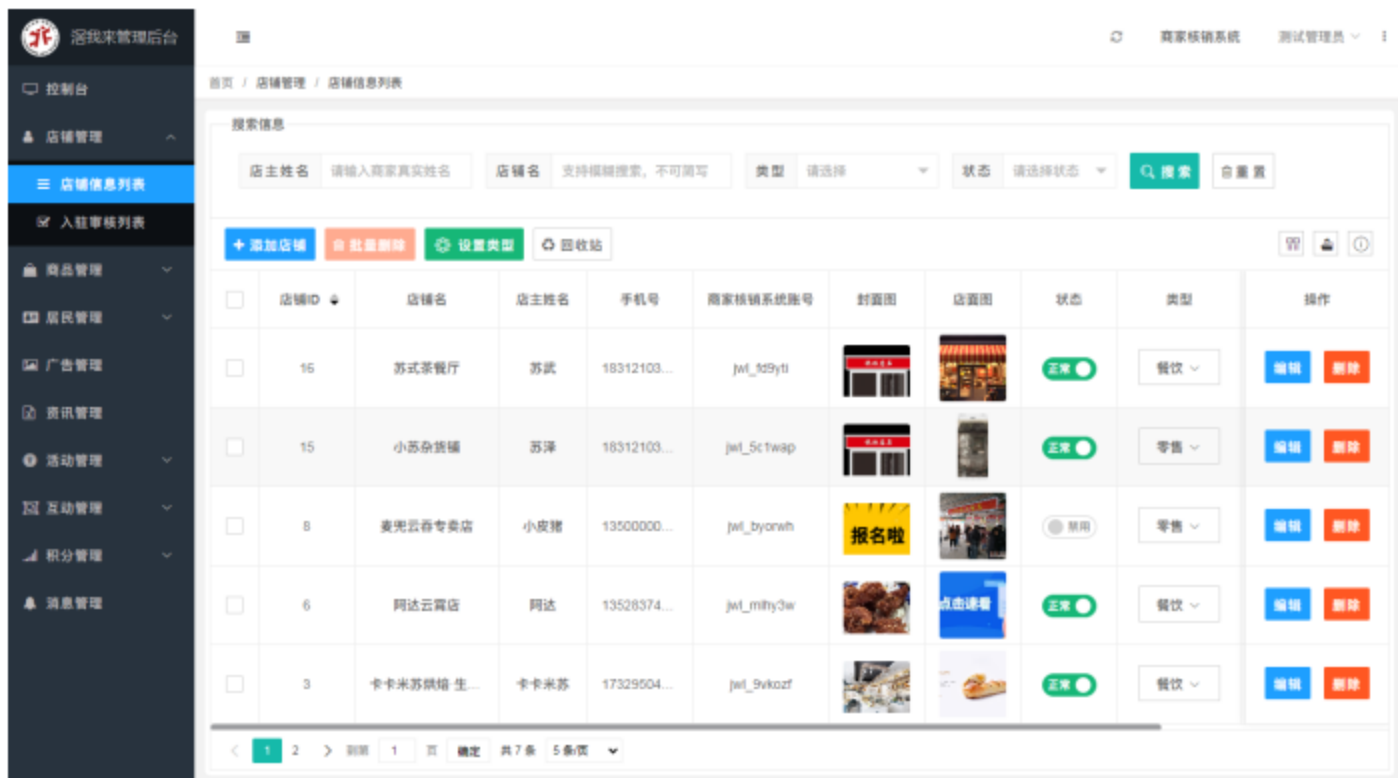 浯我来管理后台
商家核销系统 测试管理员
控制台
首页 / 店铺管理 / 店铺信息列表
店铺管理
店铺信息列表
入驻审核列表
商品管理
居民管理
广告管理
资讯管理
活动管理
互动管理
积分管理
消息管理
搜索信息
店主姓名 请输入商家真实姓名 店铺名 支持模糊搜索，不可简写 类型 请选择 状态 请选择状态 搜索 重置
添加店铺 批量删除 设置类型 回收站
店铺ID 店铺名 店主姓名 手机号 商家核销系统账号 封面图 店面图 状态 类型 操作
16 苏式茶餐厅 苏武 18312103... jwl_fd9yti 正常 餐饮 编辑 删除
15 小苏杂货铺 苏泽 18312103... jwl_5c1wap 正常 零售 编辑 删除
8 麦兜云吞专卖店 小皮猪 13500000... jwl_byorwh 报名啦 禁用 零售 编辑 删除
6 阿达云霄店 阿达 13528374... jwl_mlhy3w 点击速看 正常 餐饮 编辑 删除
3 卡卡米苏烘焙·生... 卡卡米苏 17329504... jwl_9vkozf 正常 餐饮 编辑 删除
1 2 到第 1 页 确定 共 7 条 5 条/页